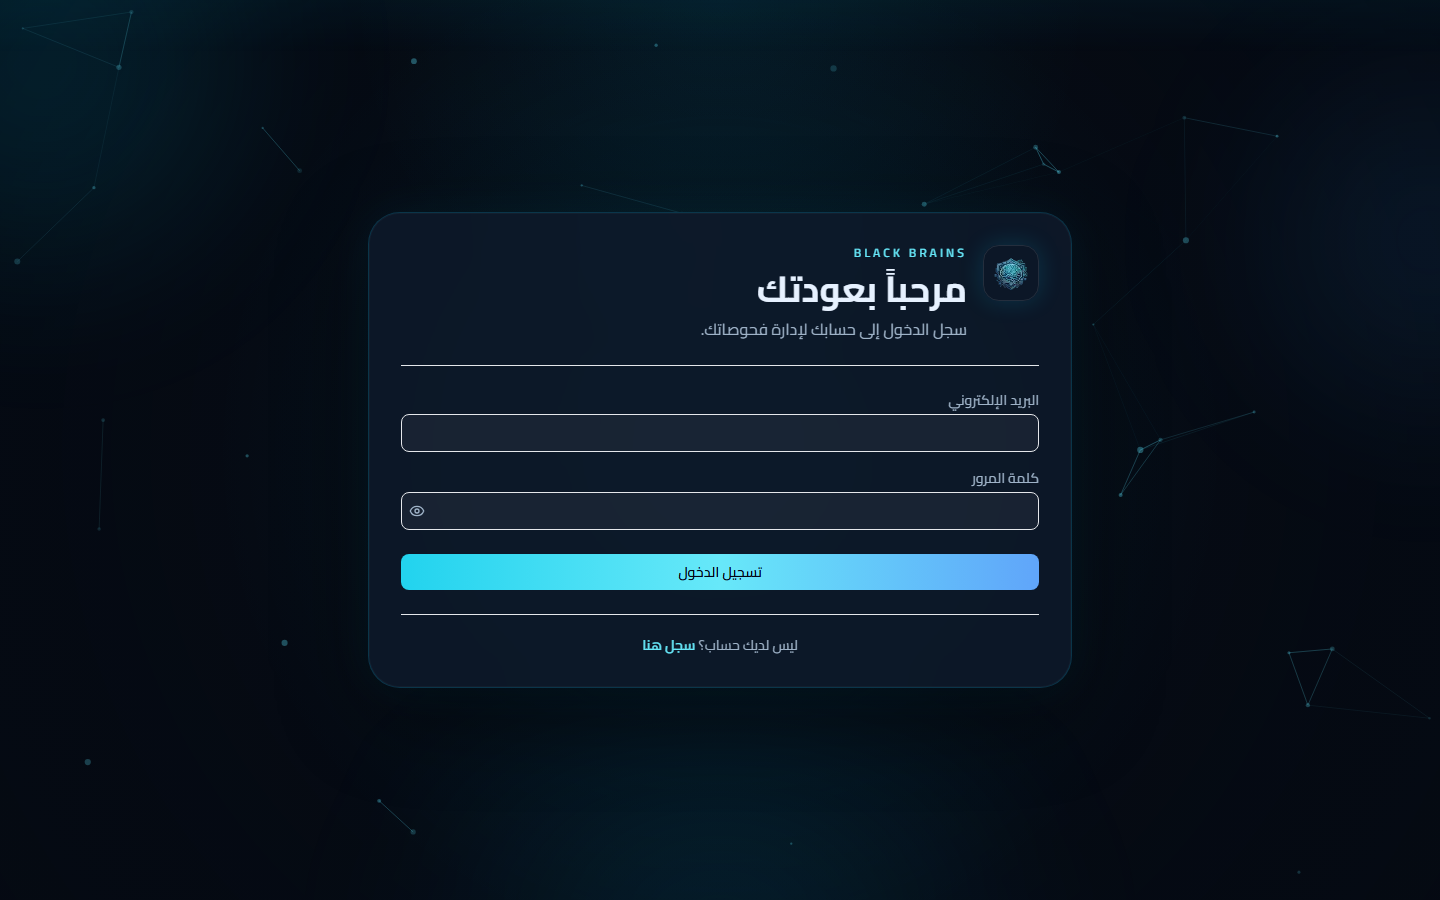 BLACK BRAINS
مرحباً بعودتك
سجل الدخول إلى حسابك لإدارة فحوصاتك.
البريد الإلكتروني
كلمة المرور
تسجيل الدخول
ليس لديك حساب؟ سجل هنا